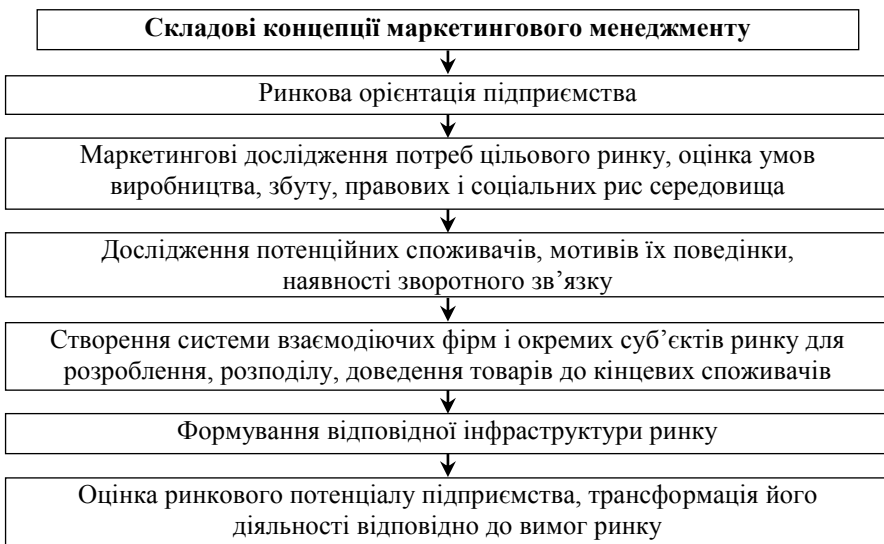 Складові концепції маркетингового менеджменту
Ринкова орієнтація підприємства
Маркетингові дослідження потреб цільового ринку, оцінка умов
виробництва, збуту, правових і соціальних рис середовища
Дослідження потенційних споживачів, мотивів їх поведінки,
наявності зворотного зв’язку
Створення системи взаємодіючих фірм і окремих суб’єктів ринку для
розроблення, розподілу, доведення товарів до кінцевих споживачів
Формування відповідної інфраструктури ринку
Оцінка ринкового потенціалу підприємства, трансформація його
діяльності відповідно до вимог ринку